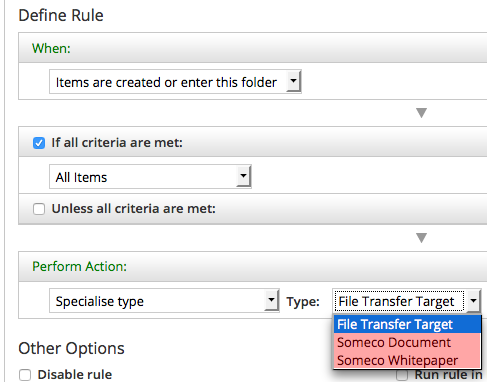 Define Rule
When:
Items are created or enter this folder
If all criteria are met:
All Items
Unless all criteria are met:
Perform Action:
Specialise type Type: File Transfer Target
File Transfer Target
Someco Document
Someco Whitepaper
Other Options
Disable rule Run rule in